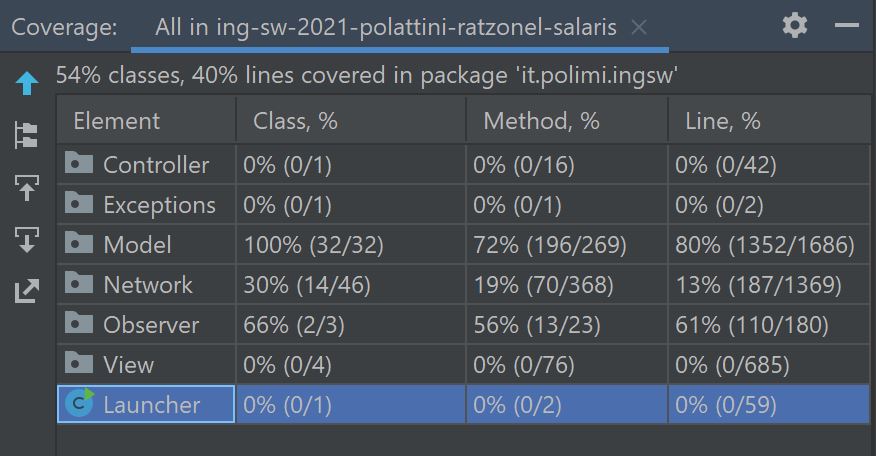 Coverage: All in ing-sw-2021-polattini-ratzonel-salaris
54% classes, 40% lines covered in package 'it.polimi.ingsw'
Element Class, % Method, % Line, %
Controller 0% (0/1) 0% (0/16) 0% (0/42)
Exceptions 0% (0/1) 0% (0/1) 0% (0/2)
Model 100% (32/32) 72% (196/269) 80% (1352/1686)
Network 30% (14/46) 19% (70/368) 13% (187/1369)
Observer 66% (2/3) 56% (13/23) 61% (110/180)
View 0% (0/4) 0% (0/76) 0% (0/685)
C Launcher 0% (0/1) 0% (0/2) 0% (0/59)